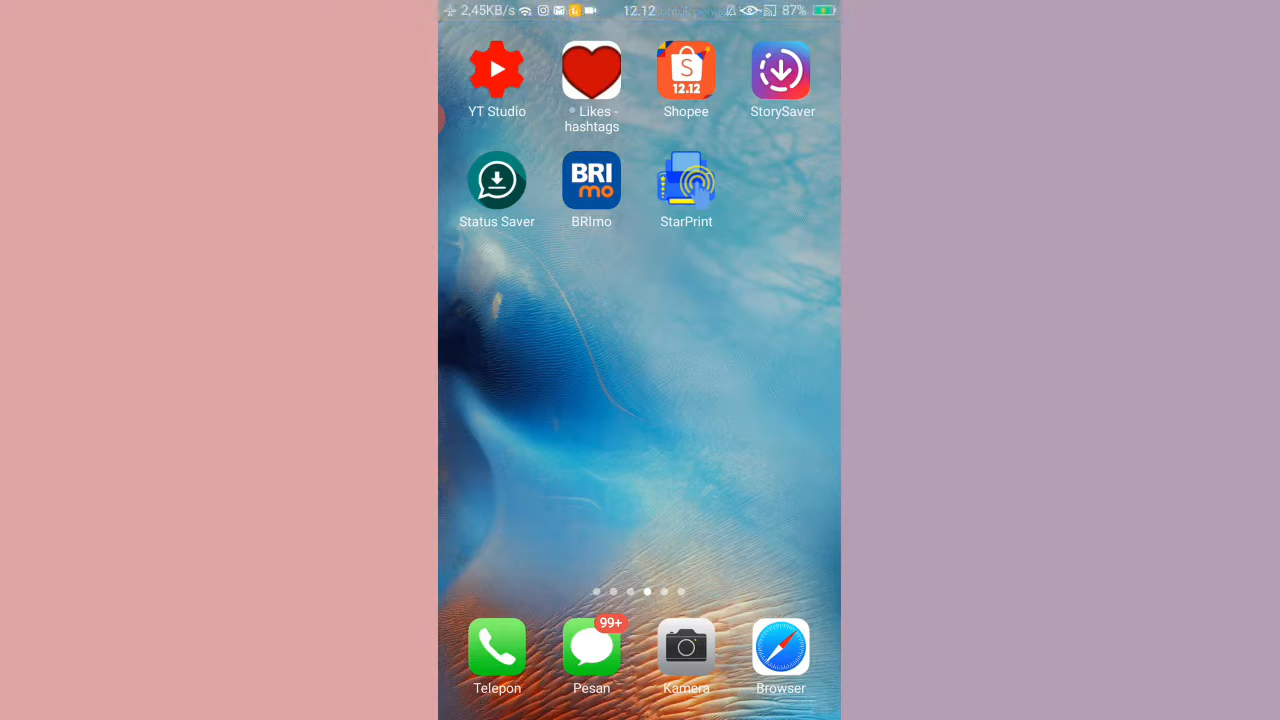 2,45KB/s 12.12 87%
YT Studio
Likes -
hashtags
S
12.12
Shopee
StorySaver
Status Saver
BRI
mo
BRImo
StarPrint
99+
Telepon
Pesan
Kamera
Browser